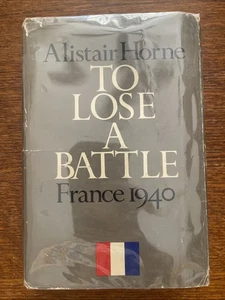 Alistair Horne
TO
LOSE
A
BATTLE
France 1940